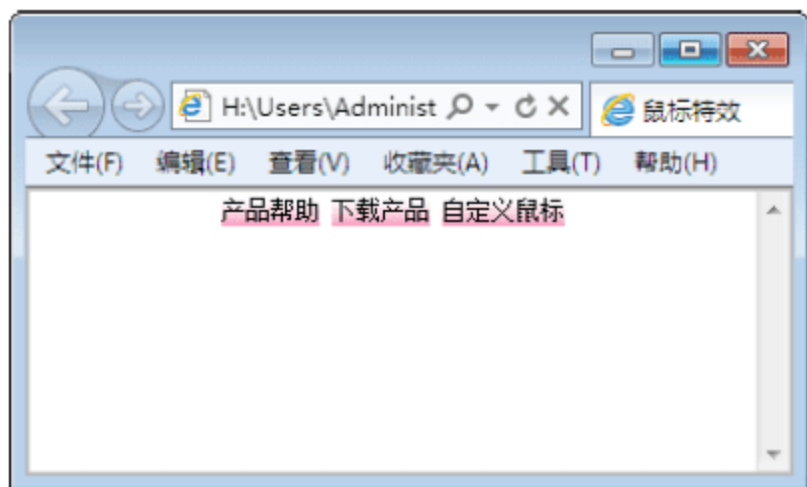 H:\Users\Administ
鼠标特效
文件(F) 编辑(E) 查看(V) 收藏夹(A) 工具(T) 帮助(H)
产品帮助 下载产品 自定义鼠标